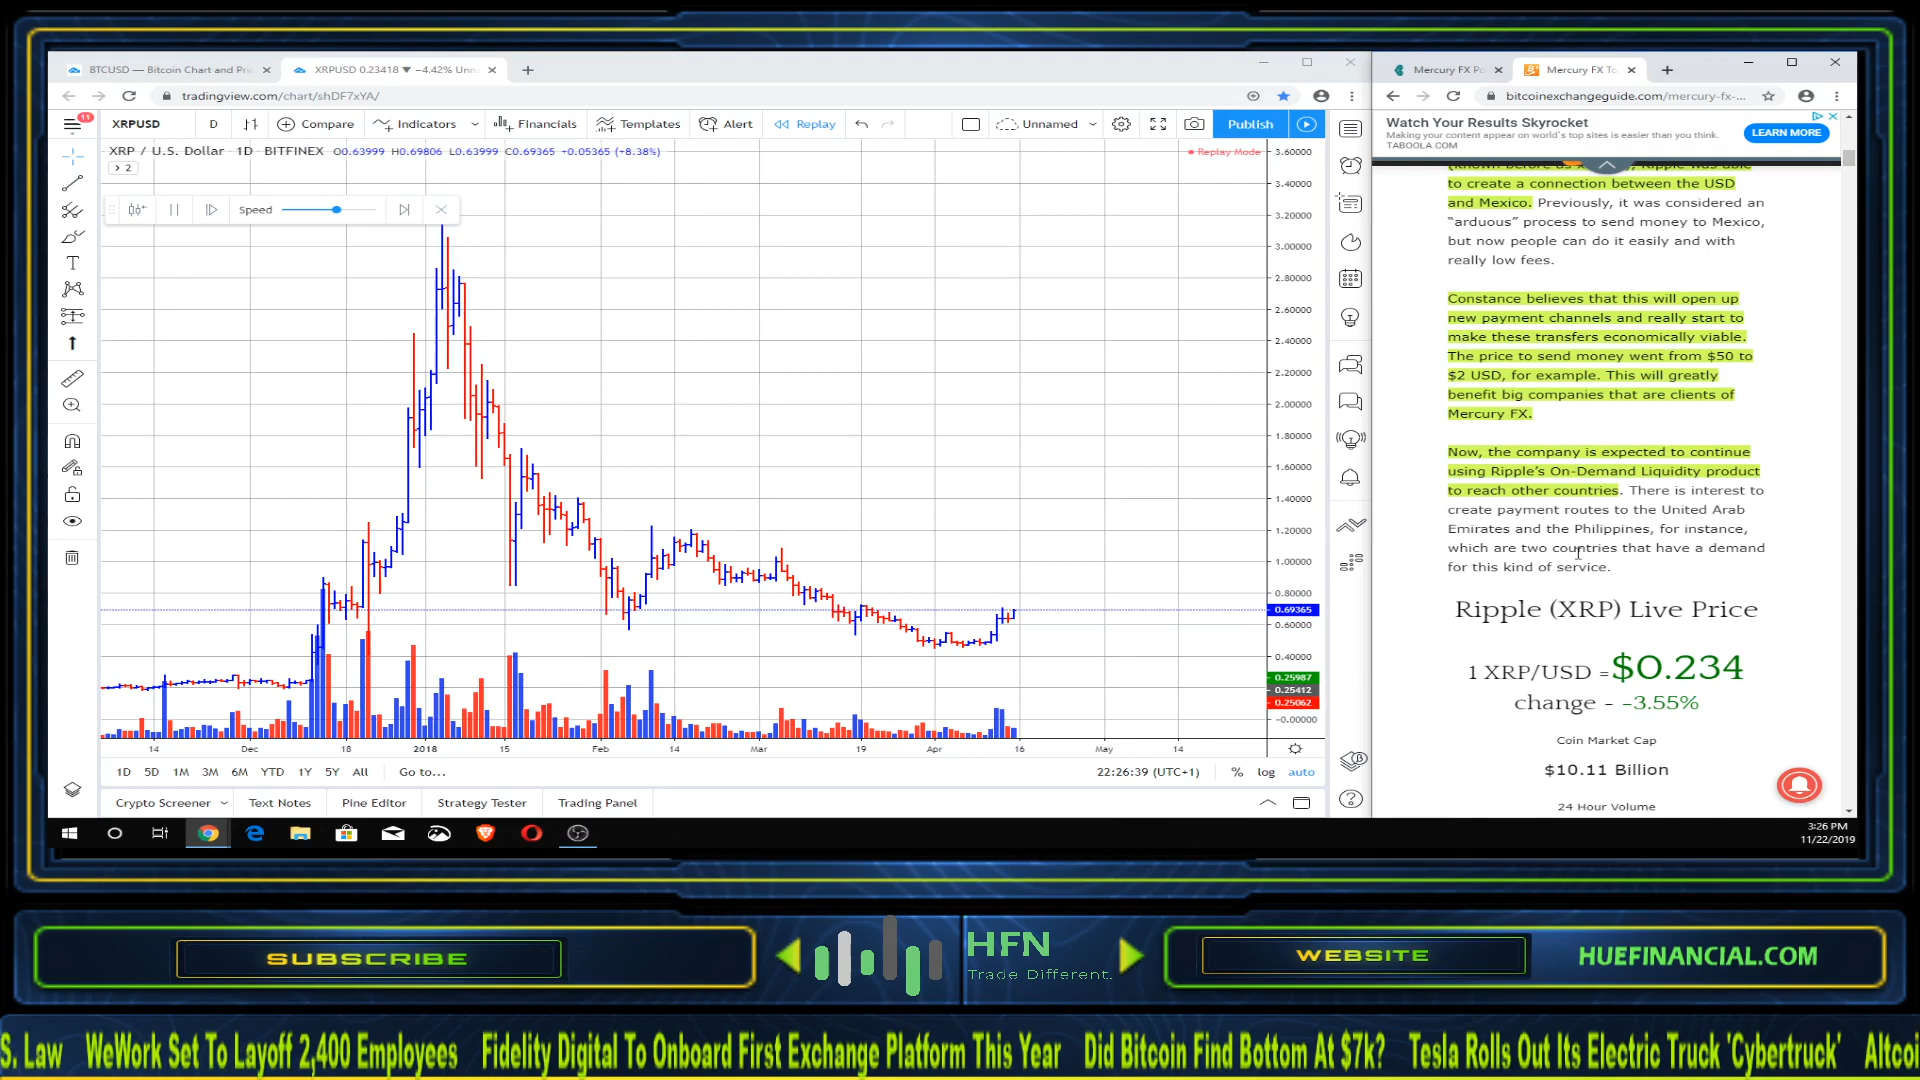 BTCUSD — Bitcoin Chart and Pric
XRPUSD 0.23418 ▼ −4.42% Unna
tradingview.com/chart/shDF7xYA/
11
XRPUSD
D
Compare
Indicators
Financials
Templates
Alert
Replay
Unnamed
Publish
XRP / U.S. Dollar · 1D · BITFINEX O0.63999 H0.69806 L0.63999 C0.69365 +0.05365 (+8.38%)
Replay Mode
2
Speed
3.60000
3.40000
3.20000
3.00000
2.80000
2.60000
2.40000
2.20000
2.00000
1.80000
1.60000
1.40000
1.20000
1.00000
0.80000
0.69365
0.60000
0.40000
0.25987
0.25412
0.25062
−0.00000
14 Dec 18 2018 15 Feb 14 Mar 19 Apr 16 May 14
1D 5D 1M 3M 6M YTD 1Y 5Y All Go to...
22:26:39 (UTC+1) % log auto
Crypto Screener Text Notes Pine Editor Strategy Tester Trading Panel
Mercury FX Po
Mercury FX To
bitcoinexchangeguide.com/mercury-fx-...
Watch Your Results Skyrocket
Making your content appear on world's top sites is easier than you think.
TABOOLA.COM
LEARN MORE
to create a connection between the USD
and Mexico. Previously, it was considered an
“arduous” process to send money to Mexico,
but now people can do it easily and with
really low fees.
Constance believes that this will open up
new payment channels and really start to
make these transfers economically viable.
The price to send money went from $50 to
$2 USD, for example. This will greatly
benefit big companies that are clients of
Mercury FX.
Now, the company is expected to continue
using Ripple’s On-Demand Liquidity product
to reach other countries. There is interest to
create payment routes to the United Arab
Emirates and the Philippines, for instance,
which are two countries that have a demand
for this kind of service.
Ripple (XRP) Live Price
1 XRP/USD =$0.234
change - -3.55%
Coin Market Cap
$10.11 Billion
24 Hour Volume
3:26 PM
11/22/2019
SUBSCRIBE
HFN
Trade Different.
WEBSITE
HUEFINANCIAL.COM
S. Law WeWork Set To Layoff 2,400 Employees Fidelity Digital To Onboard First Exchange Platform This Year Did Bitcoin Find Bottom At $7k? Tesla Rolls Out Its Electric Truck 'Cybertruck' Altcoi